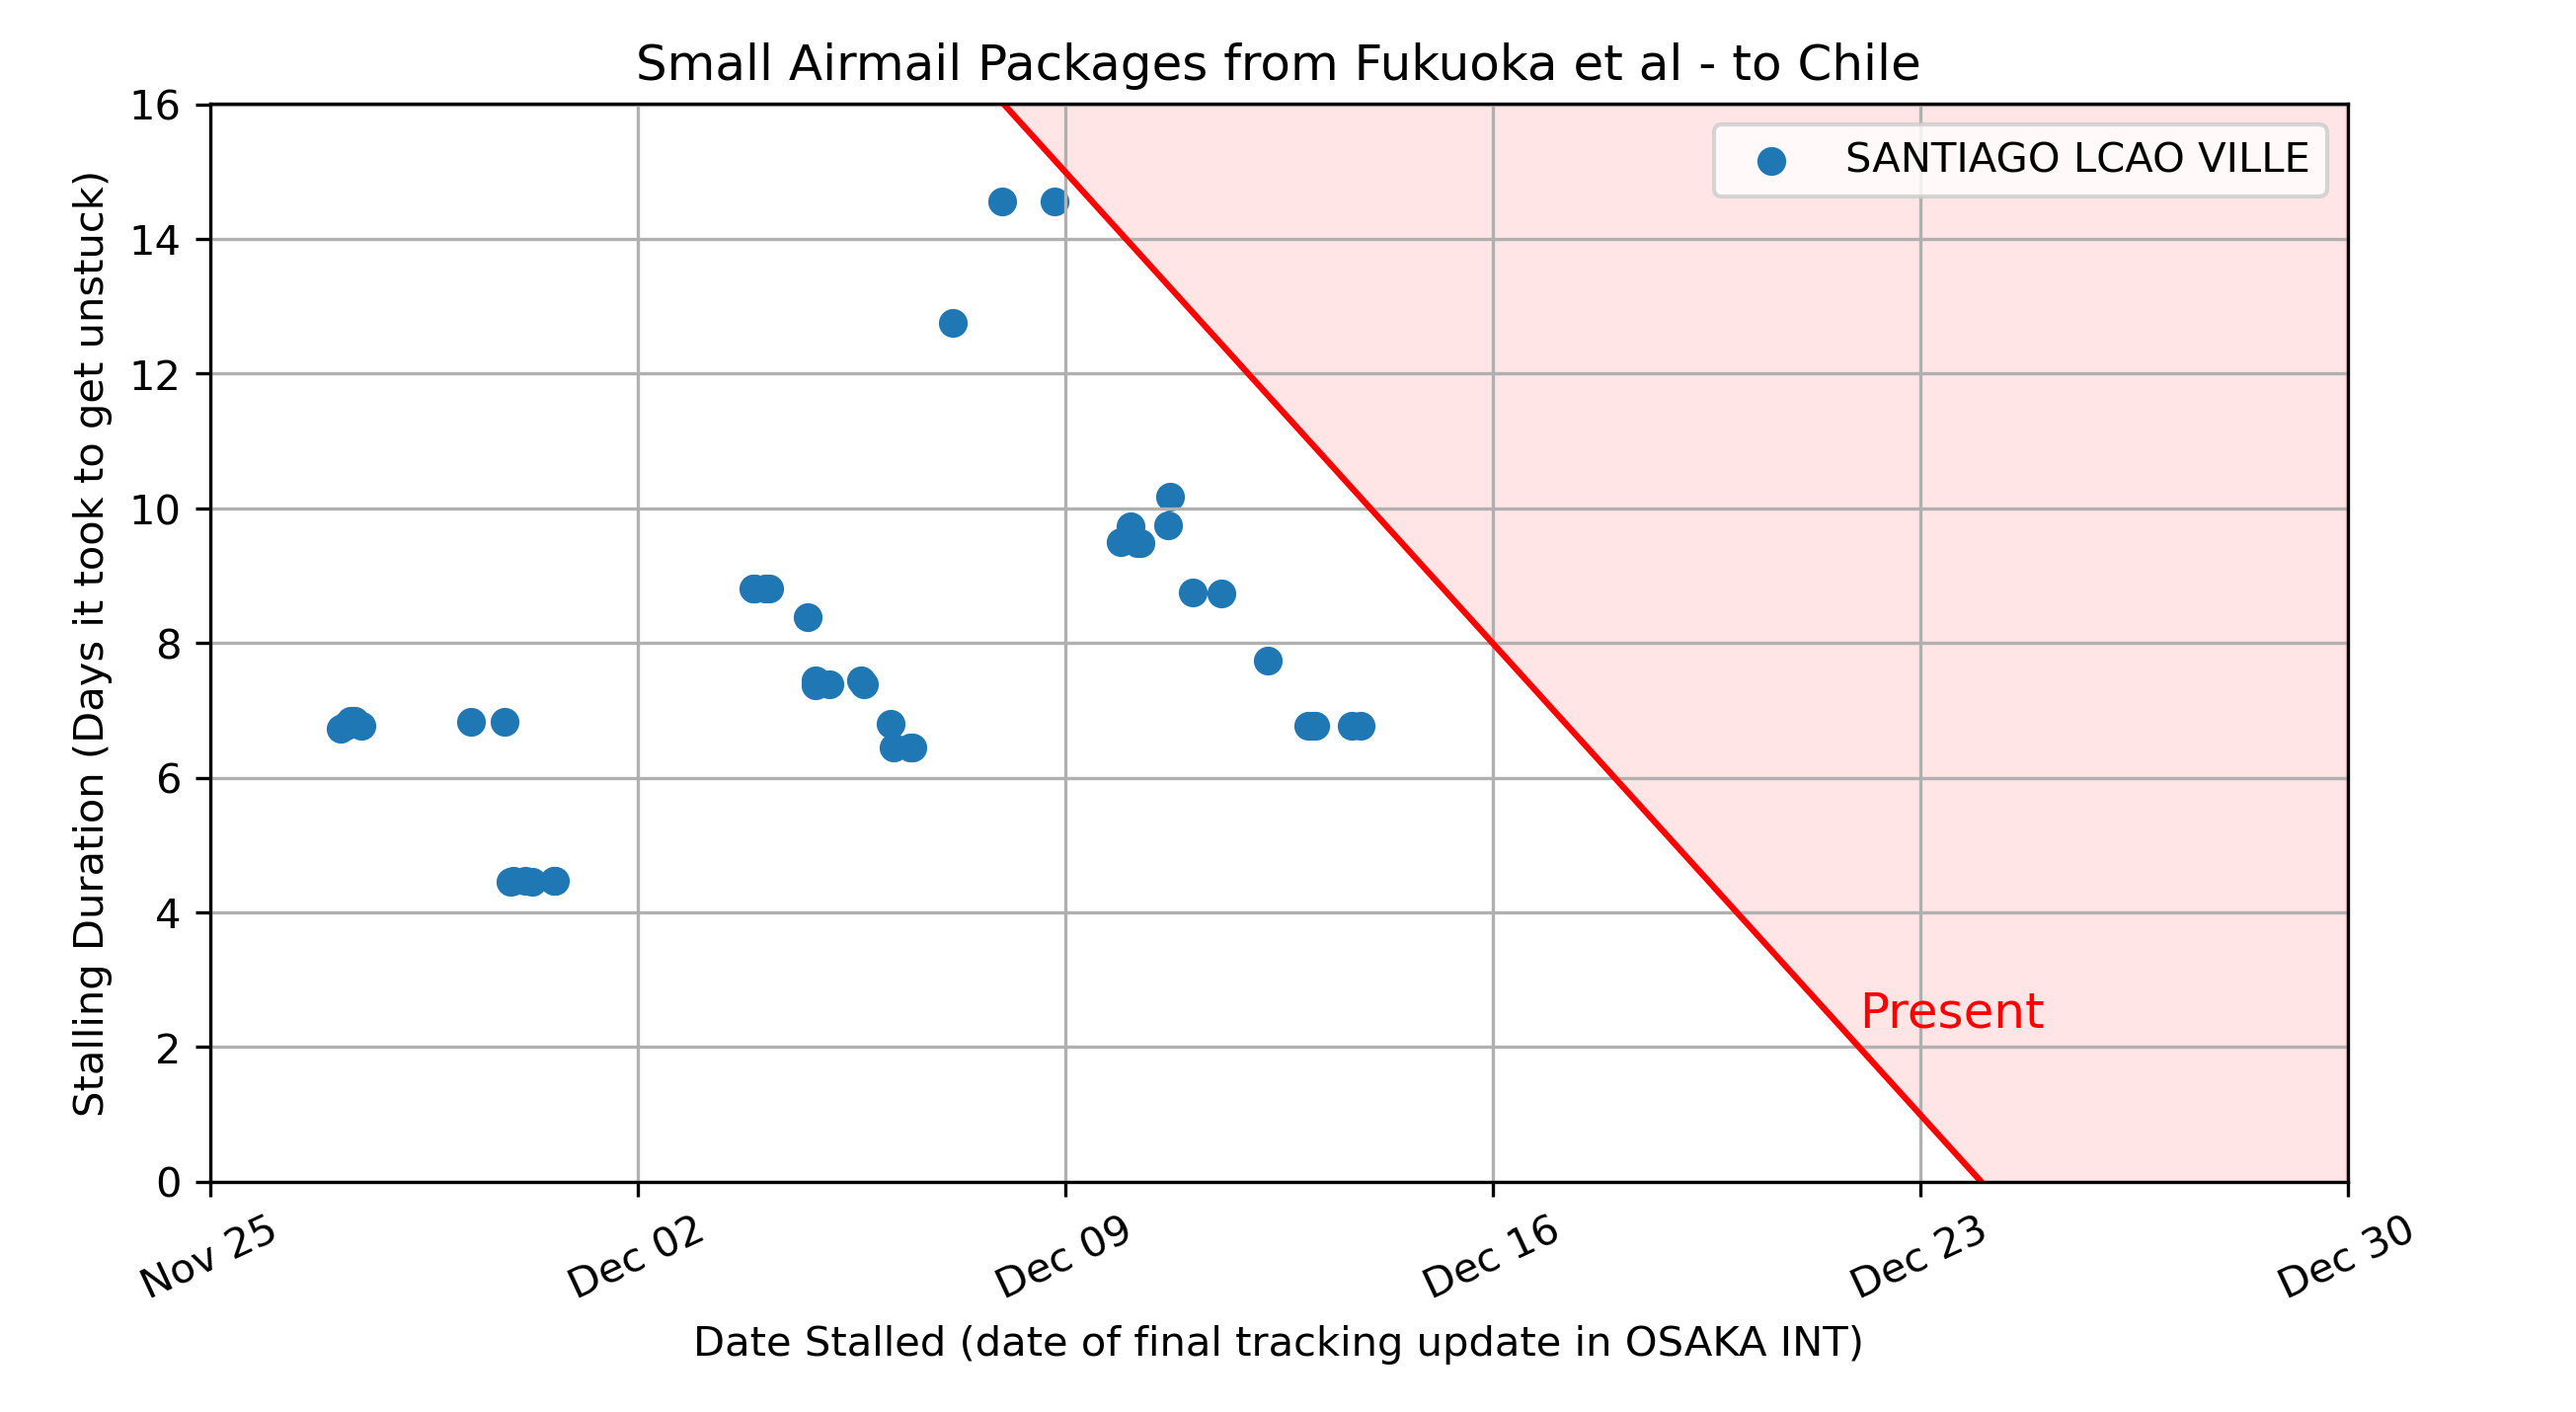 Small Airmail Packages from Fukuoka et al - to Chile
SANTIAGO LCAO VILLE
16
14
12
10
8
6
4
2
0
Stalling Duration (Days it took to get unstuck)
Present
Nov 25
Dec 02
Dec 09
Dec 16
Dec 23
Dec 30
Date Stalled (date of final tracking update in OSAKA INT)